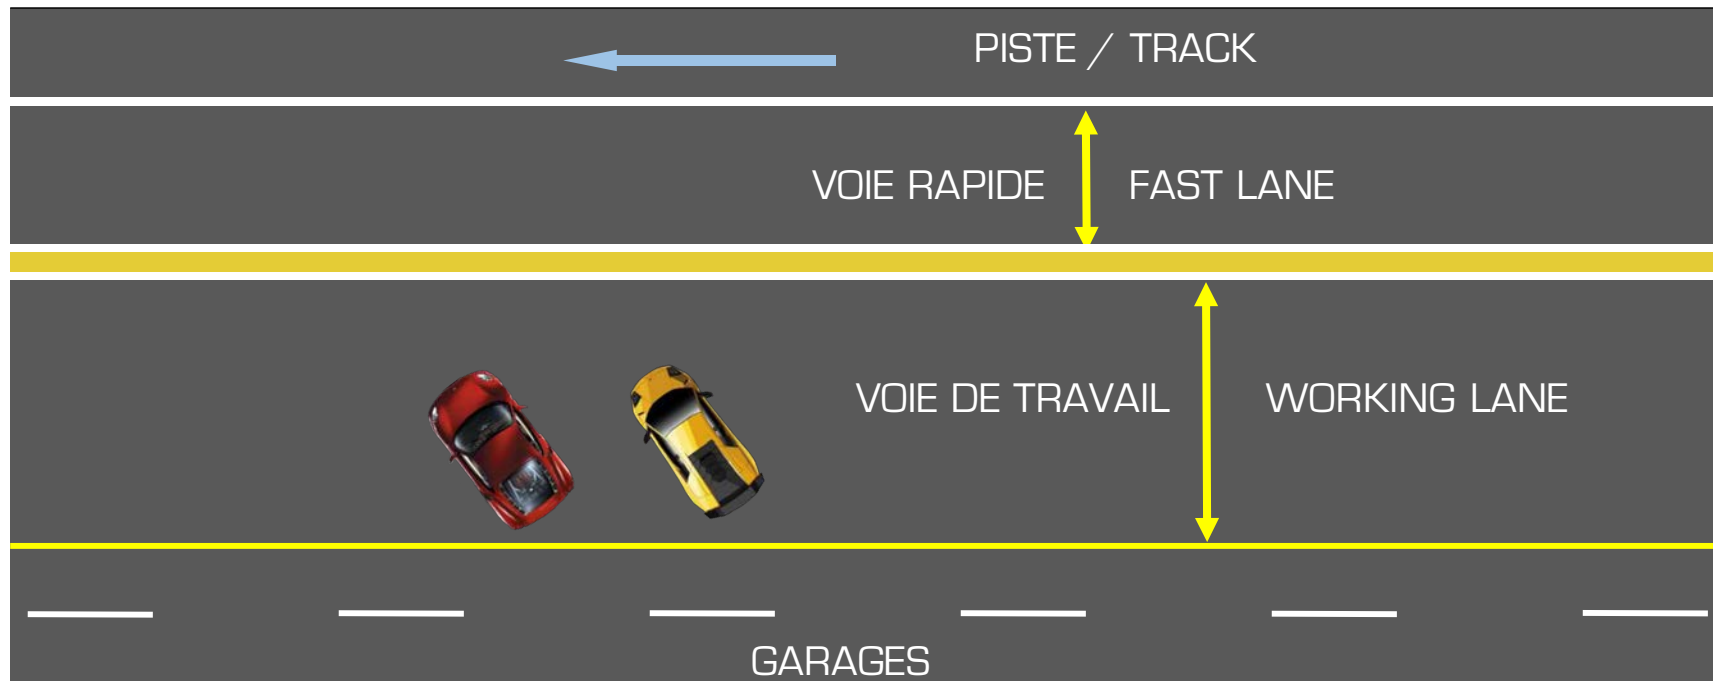 PISTE / TRACK
VOIE RAPIDE FAST LANE
VOIE DE TRAVAIL WORKING LANE
GARAGES